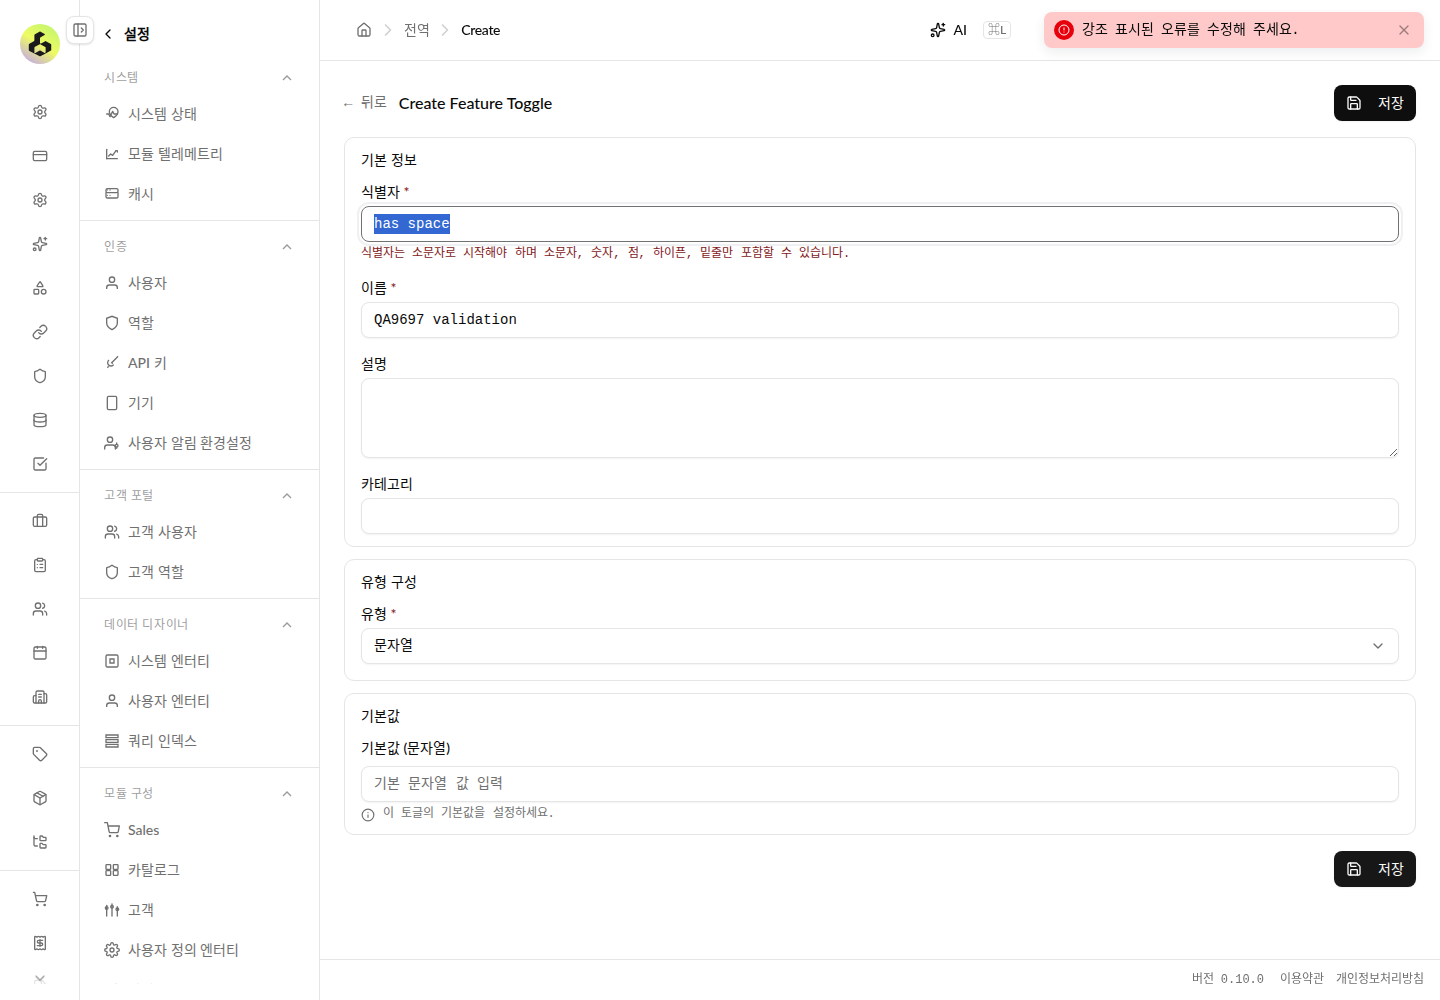 설정
시스템
시스템 상태
모듈 텔레메트리
캐시
인증
사용자
역할
API 키
기기
사용자 알림 환경설정
고객 포털
고객 사용자
고객 역할
데이터 디자이너
시스템 엔터티
사용자 엔터티
쿼리 인덱스
모듈 구성
Sales
카탈로그
고객
사용자 정의 엔터티
전역
Create
AI
⌘L
강조 표시된 오류를 수정해 주세요.
← 뒤로
Create Feature Toggle
저장
기본 정보
식별자 *
has space
식별자는 소문자로 시작해야 하며 소문자, 숫자, 점, 하이픈, 밑줄만 포함할 수 있습니다.
이름 *
QA9697 validation
설명
카테고리
유형 구성
유형 *
문자열
기본값
기본값 (문자열)
기본 문자열 값 입력
이 토글의 기본값을 설정하세요.
저장
버전 0.10.0 이용약관 개인정보처리방침